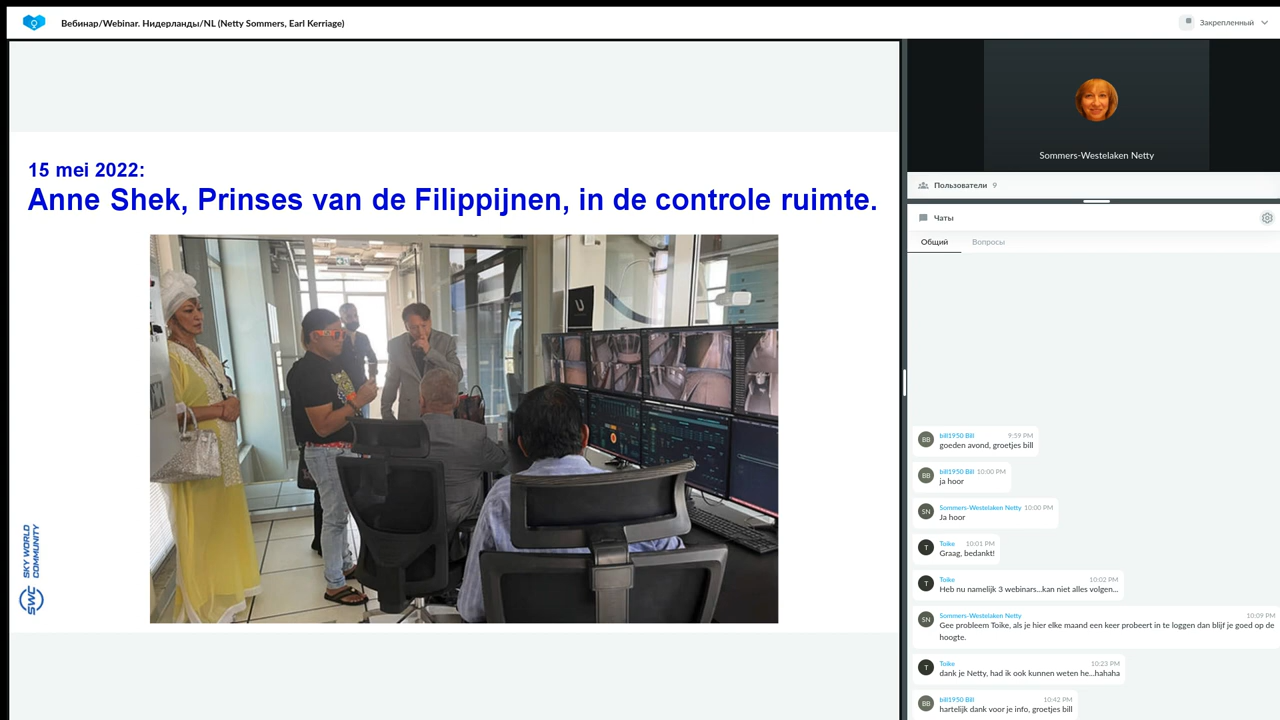 Вебинар/Webinar. Нидерланды/NL (Netty Sommers, Earl Kerriage)
Закрепленный
15 mei 2022:
Anne Shek, Prinses van de Filippijnen, in de controle ruimte.
U
SWC SKY WORLD
COMMUNITY
Sommers-Westelaken Netty
Пользователи 9
Чаты
Общий Вопросы
BB bill1950 Bill 9:59 PM
goeden avond, groetjes bill
BB bill1950 Bill 10:00 PM
ja hoor
SN Sommers-Westelaken Netty 10:00 PM
Ja hoor
T Toike 10:01 PM
Graag, bedankt!
T Toike 10:02 PM
Heb nu namelijk 3 webinars...kan niet alles volgen...
SN Sommers-Westelaken Netty 10:09 PM
Gee probleem Toike, als je hier elke maand een keer probeert in te loggen dan blijf je goed op de
hoogte.
T Toike 10:23 PM
dank je Netty, had ik ook kunnen weten he...hahaha
BB bill1950 Bill 10:42 PM
hartelijk dank voor je info, groetjes bill